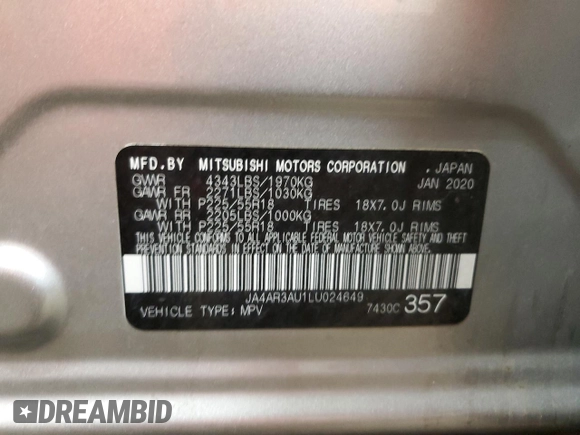 MFD.BY MITSUBISHI MOTORS CORPORATION . JAPAN
GVWR 4343LBS/1970KG JAN 2020
GAWR FR 2271LBS/1030KG
WITH P225/55R18 TIRES 18X7.0J RIMS
GAWR RR 2205LBS/1000KG
WITH P225/55R18 TIRES 18X7.0J RIMS
THIS VEHICLE CONFORMS TO ALL APPLICABLE FEDERAL MOTOR VEHICLE SAFETY AND THEFT
PREVENTION STANDARDS IN EFFECT ON THE DATE OF MANUFACTURE SHOWN ABOVE.
JA4AR3AU1LU024649
VEHICLE TYPE: MPV 7430C 357
DREAMBID